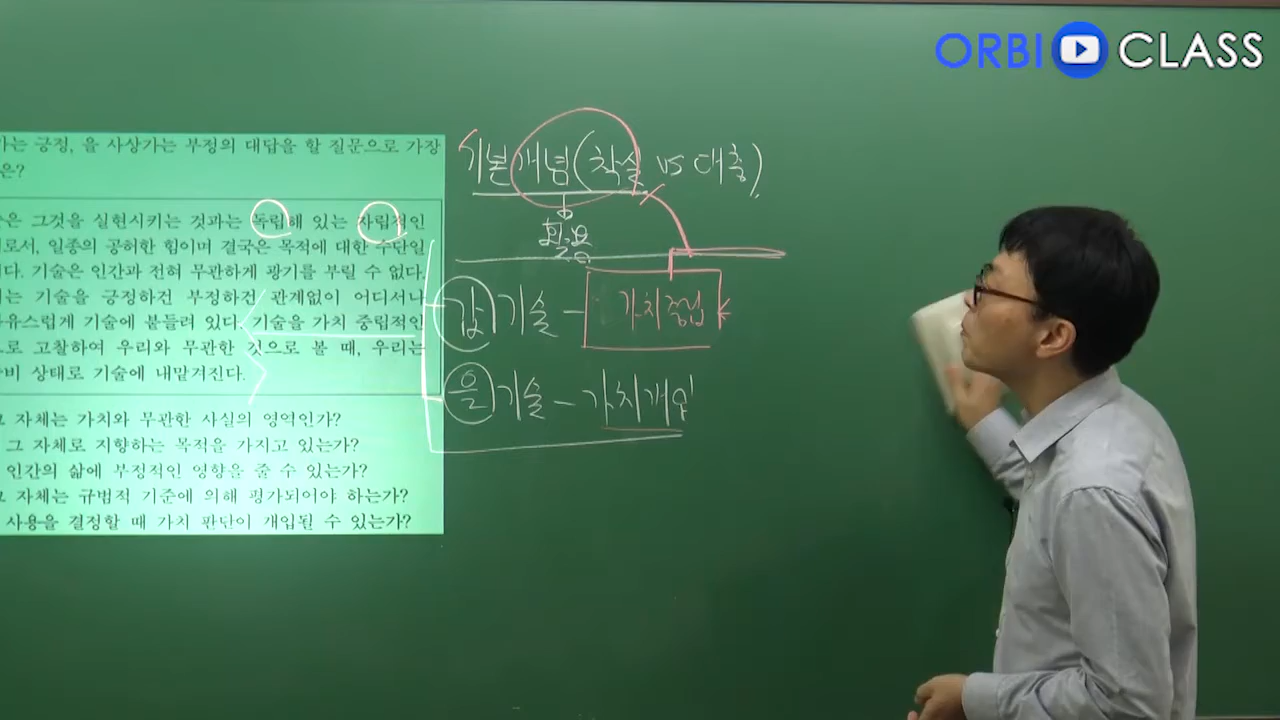 ORBI CLASS
는 긍정, 을 사상가는 부정의 대답을 할 질문으로 가장
은?
은 그것을 실현시키는 것과는 독립해 있는 자립적인
로서, 일종의 공허한 힘이며 결국은 목적에 대한 수단일
다. 기술은 인간과 전혀 무관하게 광기를 부릴 수 없다.
는 기술을 긍정하건 부정하건 관계없이 어디서나
유스럽게 기술에 붙들려 있다. 기술을 가치 중립적인
로 고찰하여 우리와 무관한 것으로 볼 때, 우리는
비 상태로 기술에 내맡겨진다.
자체는 가치와 무관한 사실의 영역인가?
그 자체로 지향하는 목적을 가지고 있는가?
인간의 삶에 부정적인 영향을 줄 수 있는가?
자체는 규범적 기준에 의해 평가되어야 하는가?
사용을 결정할 때 가치 판단이 개입될 수 있는가?
기본개념(착실 vs 대충)
갑 기술 - 가치중립
을 기술 - 가치개입